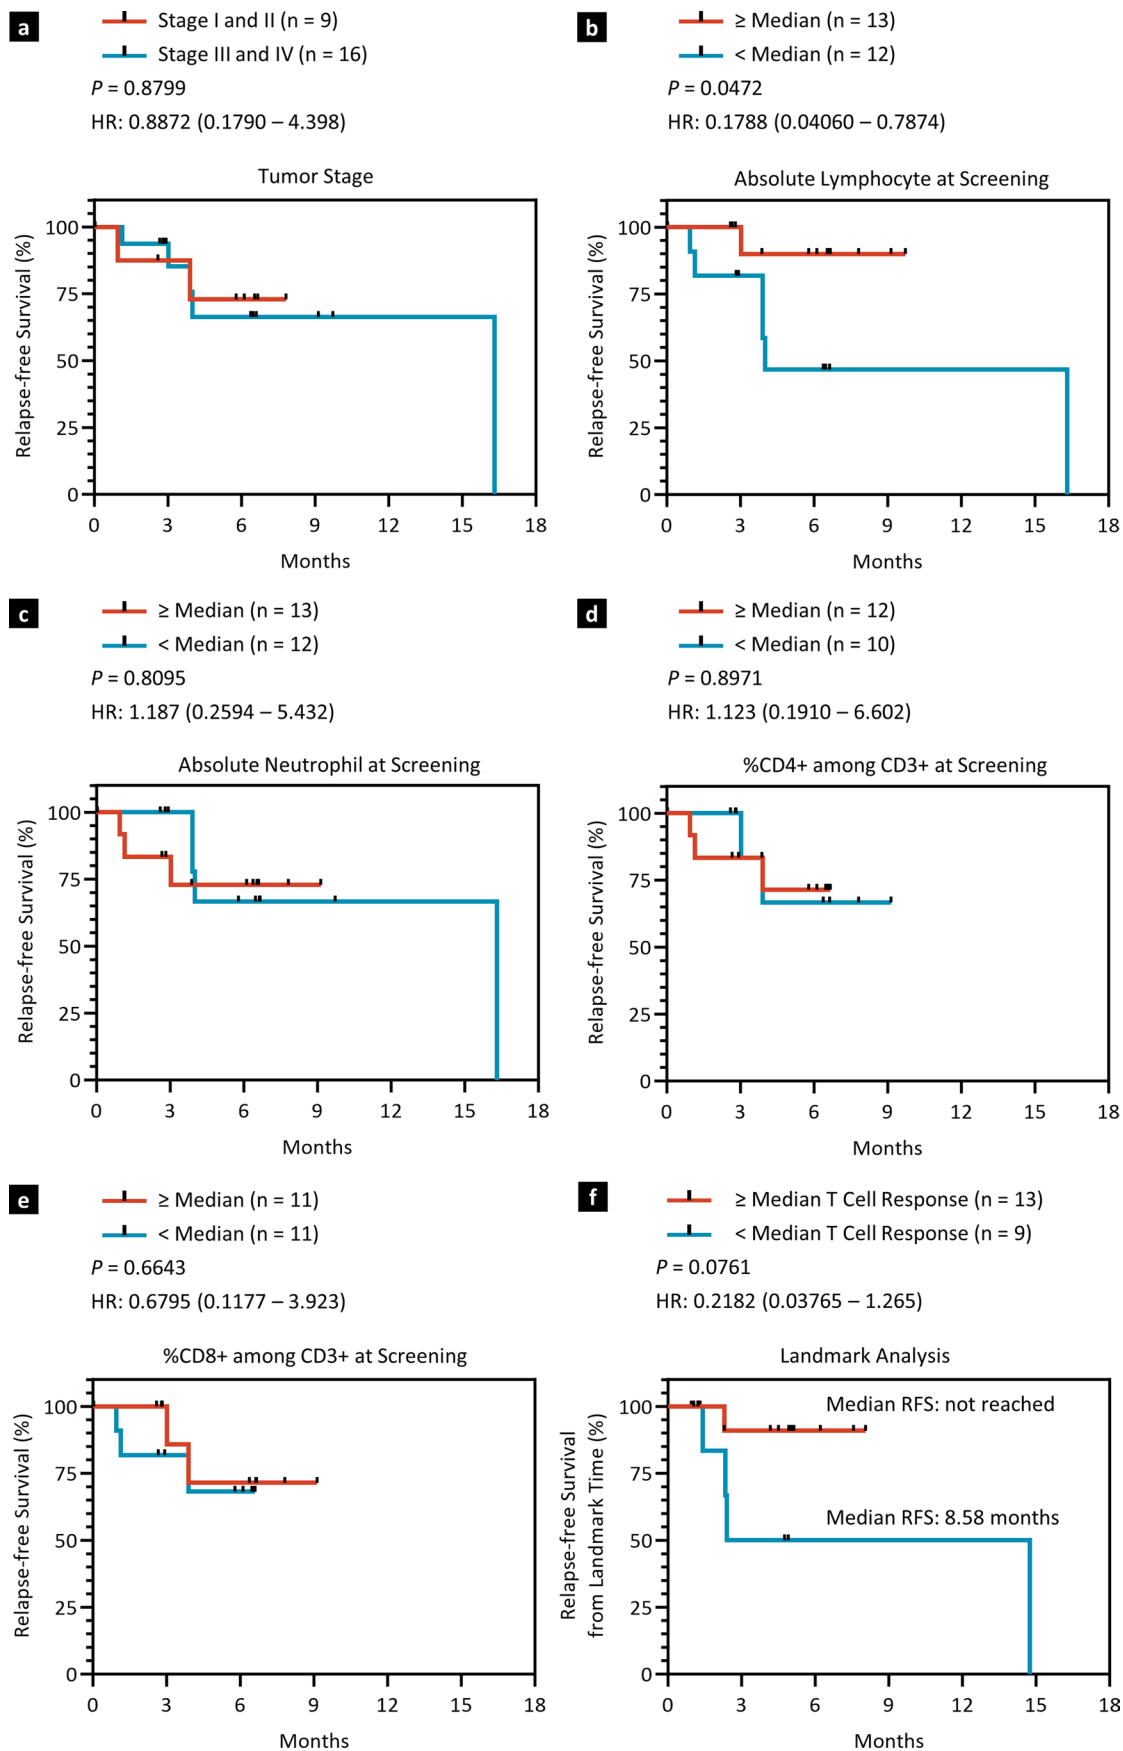 a
Stage I and II (n = 9)
Stage III and IV (n = 16)
P = 0.8799
HR: 0.8872 (0.1790 – 4.398)
Tumor Stage
Relapse-free Survival (%)
100
75
50
25
0
0 3 6 9 12 15 18
Months
b
≥ Median (n = 13)
< Median (n = 12)
P = 0.0472
HR: 0.1788 (0.04060 – 0.7874)
Absolute Lymphocyte at Screening
Relapse-free Survival (%)
100
75
50
25
0
0 3 6 9 12 15 18
Months
c
≥ Median (n = 13)
< Median (n = 12)
P = 0.8095
HR: 1.187 (0.2594 – 5.432)
Absolute Neutrophil at Screening
Relapse-free Survival (%)
100
75
50
25
0
0 3 6 9 12 15 18
Months
d
≥ Median (n = 12)
< Median (n = 10)
P = 0.8971
HR: 1.123 (0.1910 – 6.602)
%CD4+ among CD3+ at Screening
Relapse-free Survival (%)
100
75
50
25
0
0 3 6 9 12 15 18
Months
e
≥ Median (n = 11)
< Median (n = 11)
P = 0.6643
HR: 0.6795 (0.1177 – 3.923)
%CD8+ among CD3+ at Screening
Relapse-free Survival (%)
100
75
50
25
0
0 3 6 9 12 15 18
Months
f
≥ Median T Cell Response (n = 13)
< Median T Cell Response (n = 9)
P = 0.0761
HR: 0.2182 (0.03765 – 1.265)
Landmark Analysis
Relapse-free Survival
from Landmark Time (%)
100
75
50
25
0
Median RFS: not reached
Median RFS: 8.58 months
0 3 6 9 12 15 18
Months